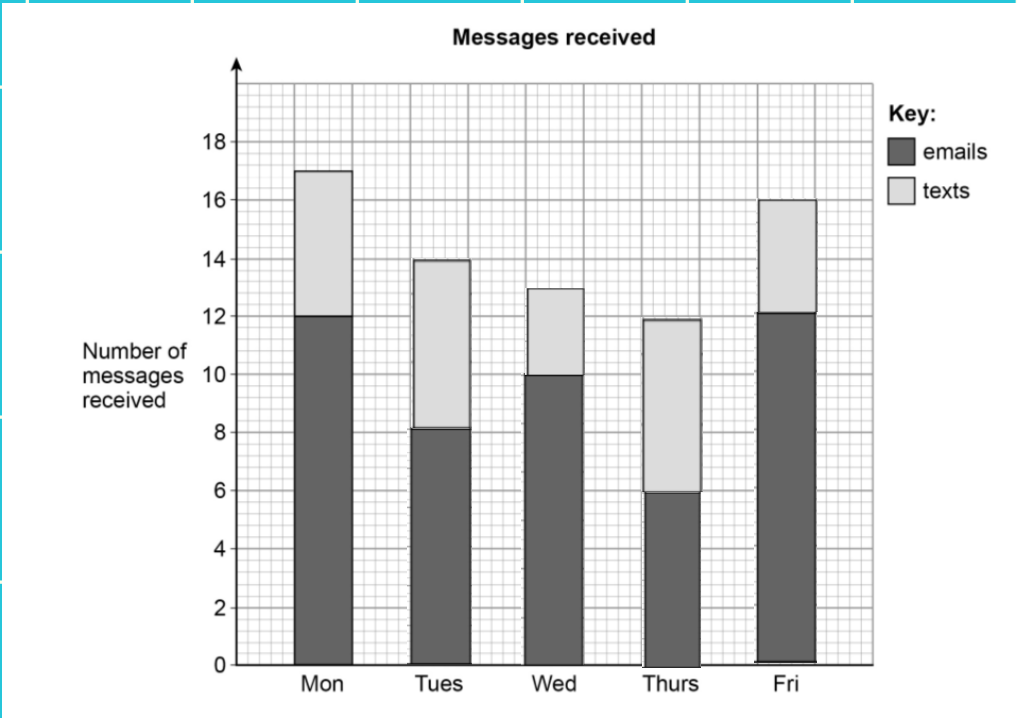 Messages received
Key:
emails
texts
18
16
14
12
10
8
6
4
2
0
Number of
messages
received
Mon Tues Wed Thurs Fri